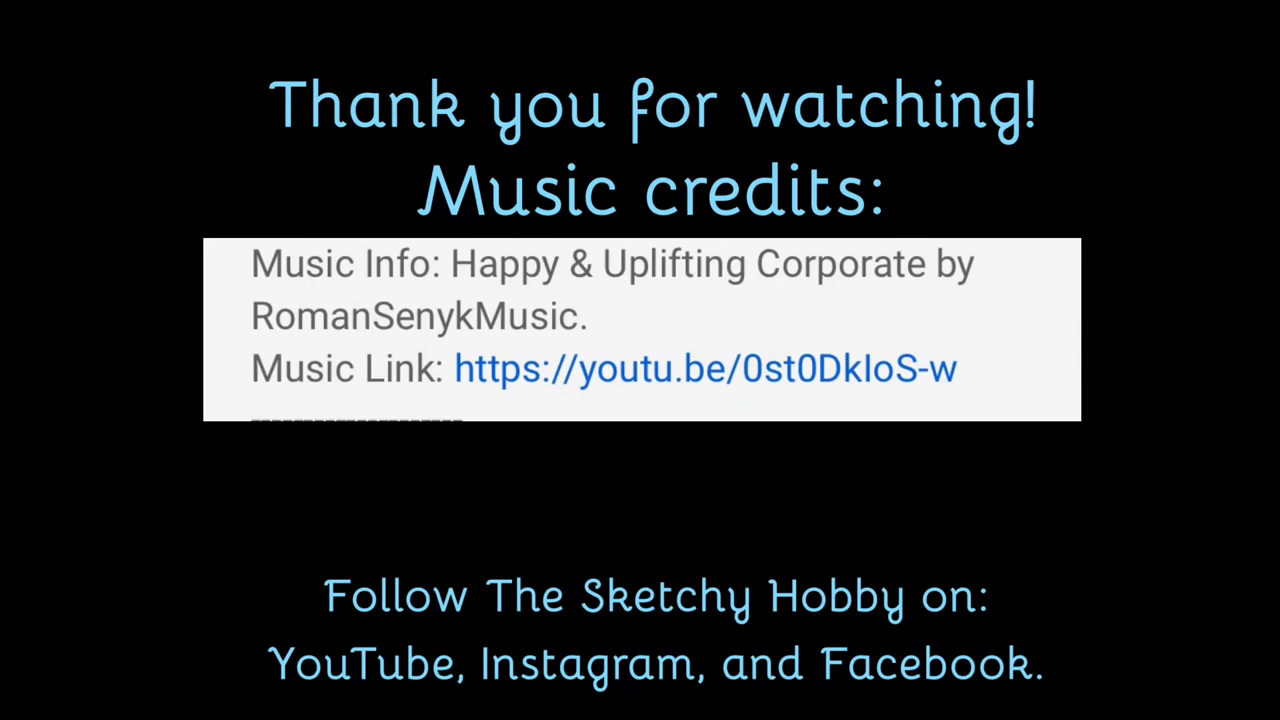 Thank you for watching!
Music credits:
Music Info: Happy & Uplifting Corporate by
RomanSenykMusic.
Music Link: https://youtu.be/0st0DkIoS-w
--------------------
Follow The Sketchy Hobby on:
YouTube, Instagram, and Facebook.